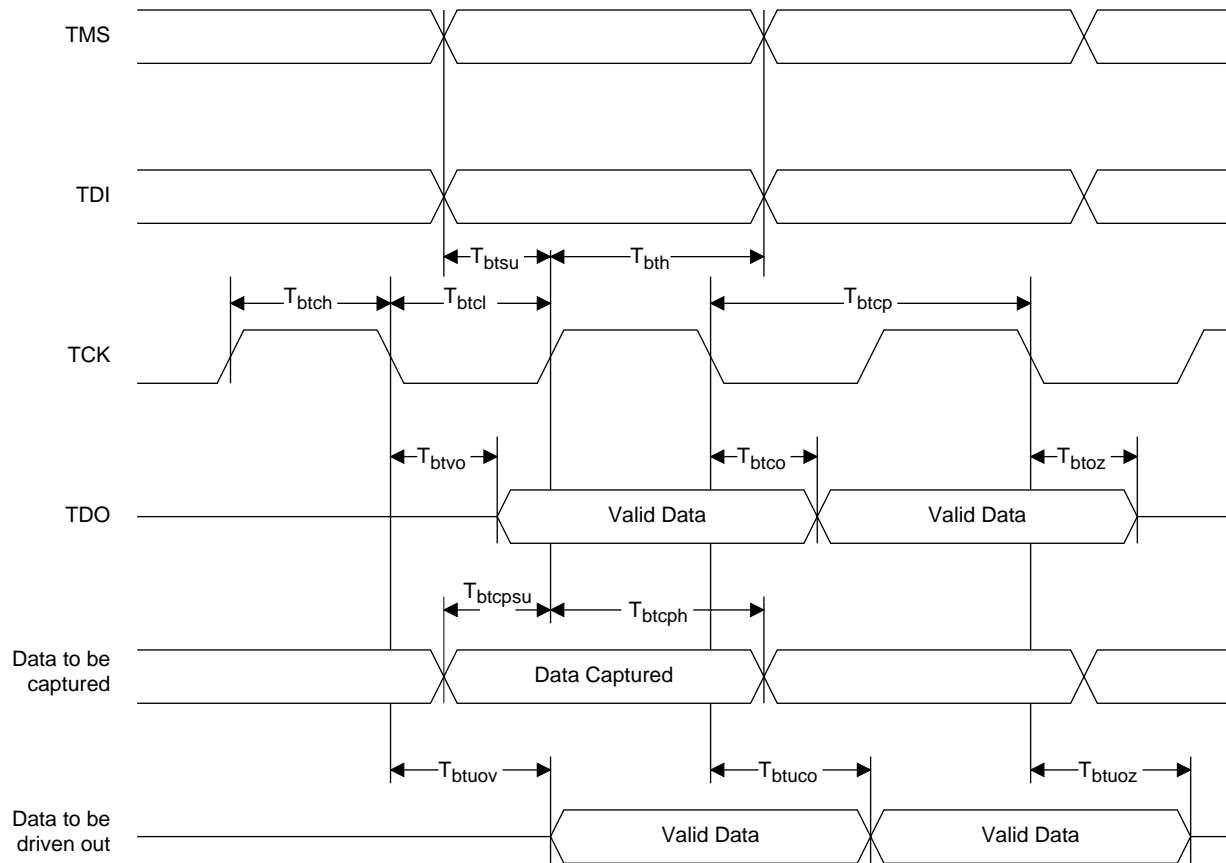 TMS
TDI
Tbtsu
Tbth
Tbtch
Tbtcl
Tbtcp
TCK
Tbtvo
Tbtco
Tbtoz
TDO
Valid Data
Valid Data
Tbtcpsu
Tbtcph
Data to be
captured
Data Captured
Tbtuov
Tbtuco
Tbtuoz
Data to be
driven out
Valid Data
Valid Data